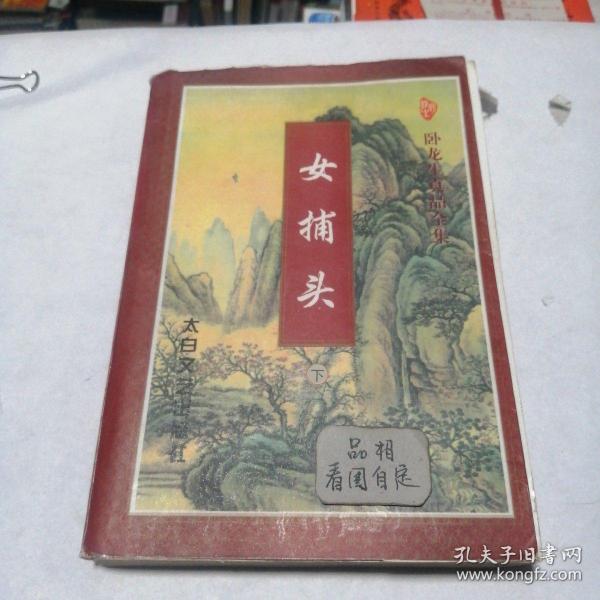 卧龙生真品全集
女捕头
下
太白文艺出版社
品相
看图自定
孔夫子旧书网
www.kongfz.com